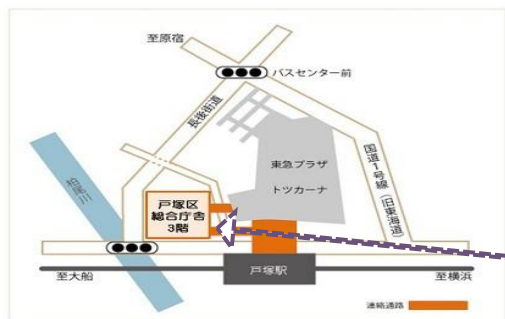 至原宿
バスセンター前
長後街道
国道1号線(旧東海道)
東急プラザ
トツカーナ
柏尾川
戸塚区
総合庁舎
3階
戸塚駅
至大船
至横浜
連絡通路